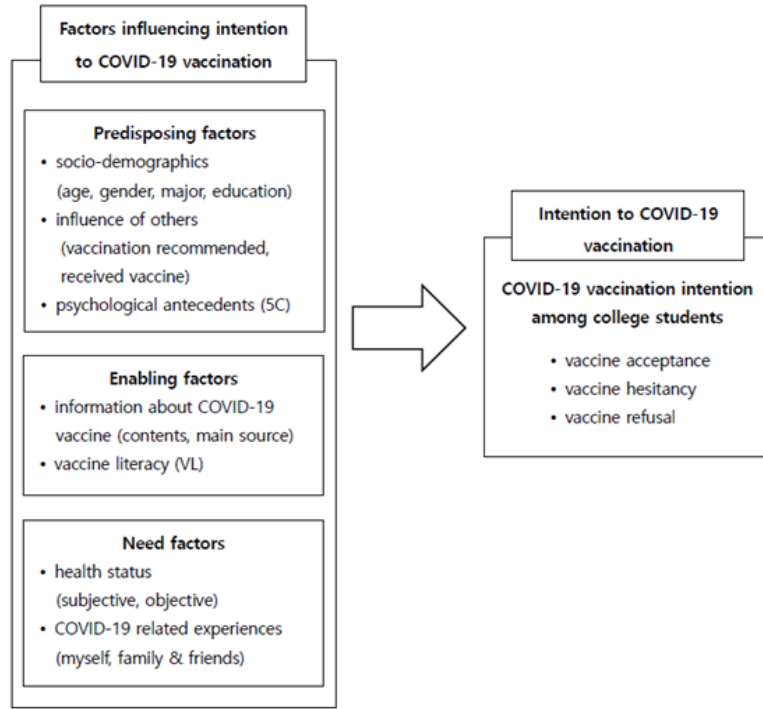 Factors influencing intention
to COVID-19 vaccination
Predisposing factors
• socio-demographics
(age, gender, major, education)
• influence of others
(vaccination recommended,
received vaccine)
• psychological antecedents (5C)
Enabling factors
• information about COVID-19
vaccine (contents, main source)
• vaccine literacy (VL)
Need factors
• health status
(subjective, objective)
• COVID-19 related experiences
(myself, family & friends)
Intention to COVID-19
vaccination
COVID-19 vaccination intention
among college students
• vaccine acceptance
• vaccine hesitancy
• vaccine refusal